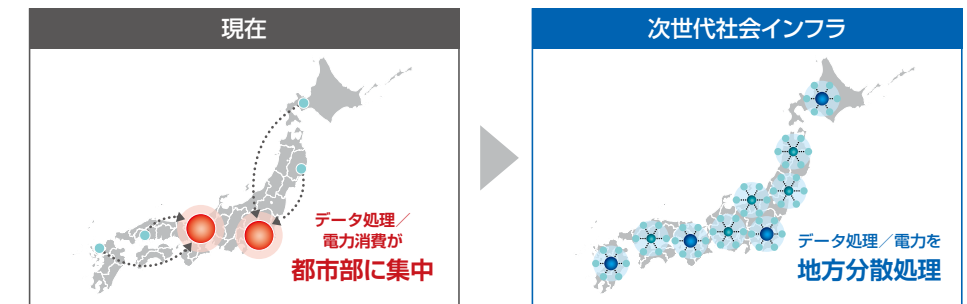 現在
データ処理／
電力消費が
都市部に集中
次世代社会インフラ
データ処理／電力を
地方分散処理